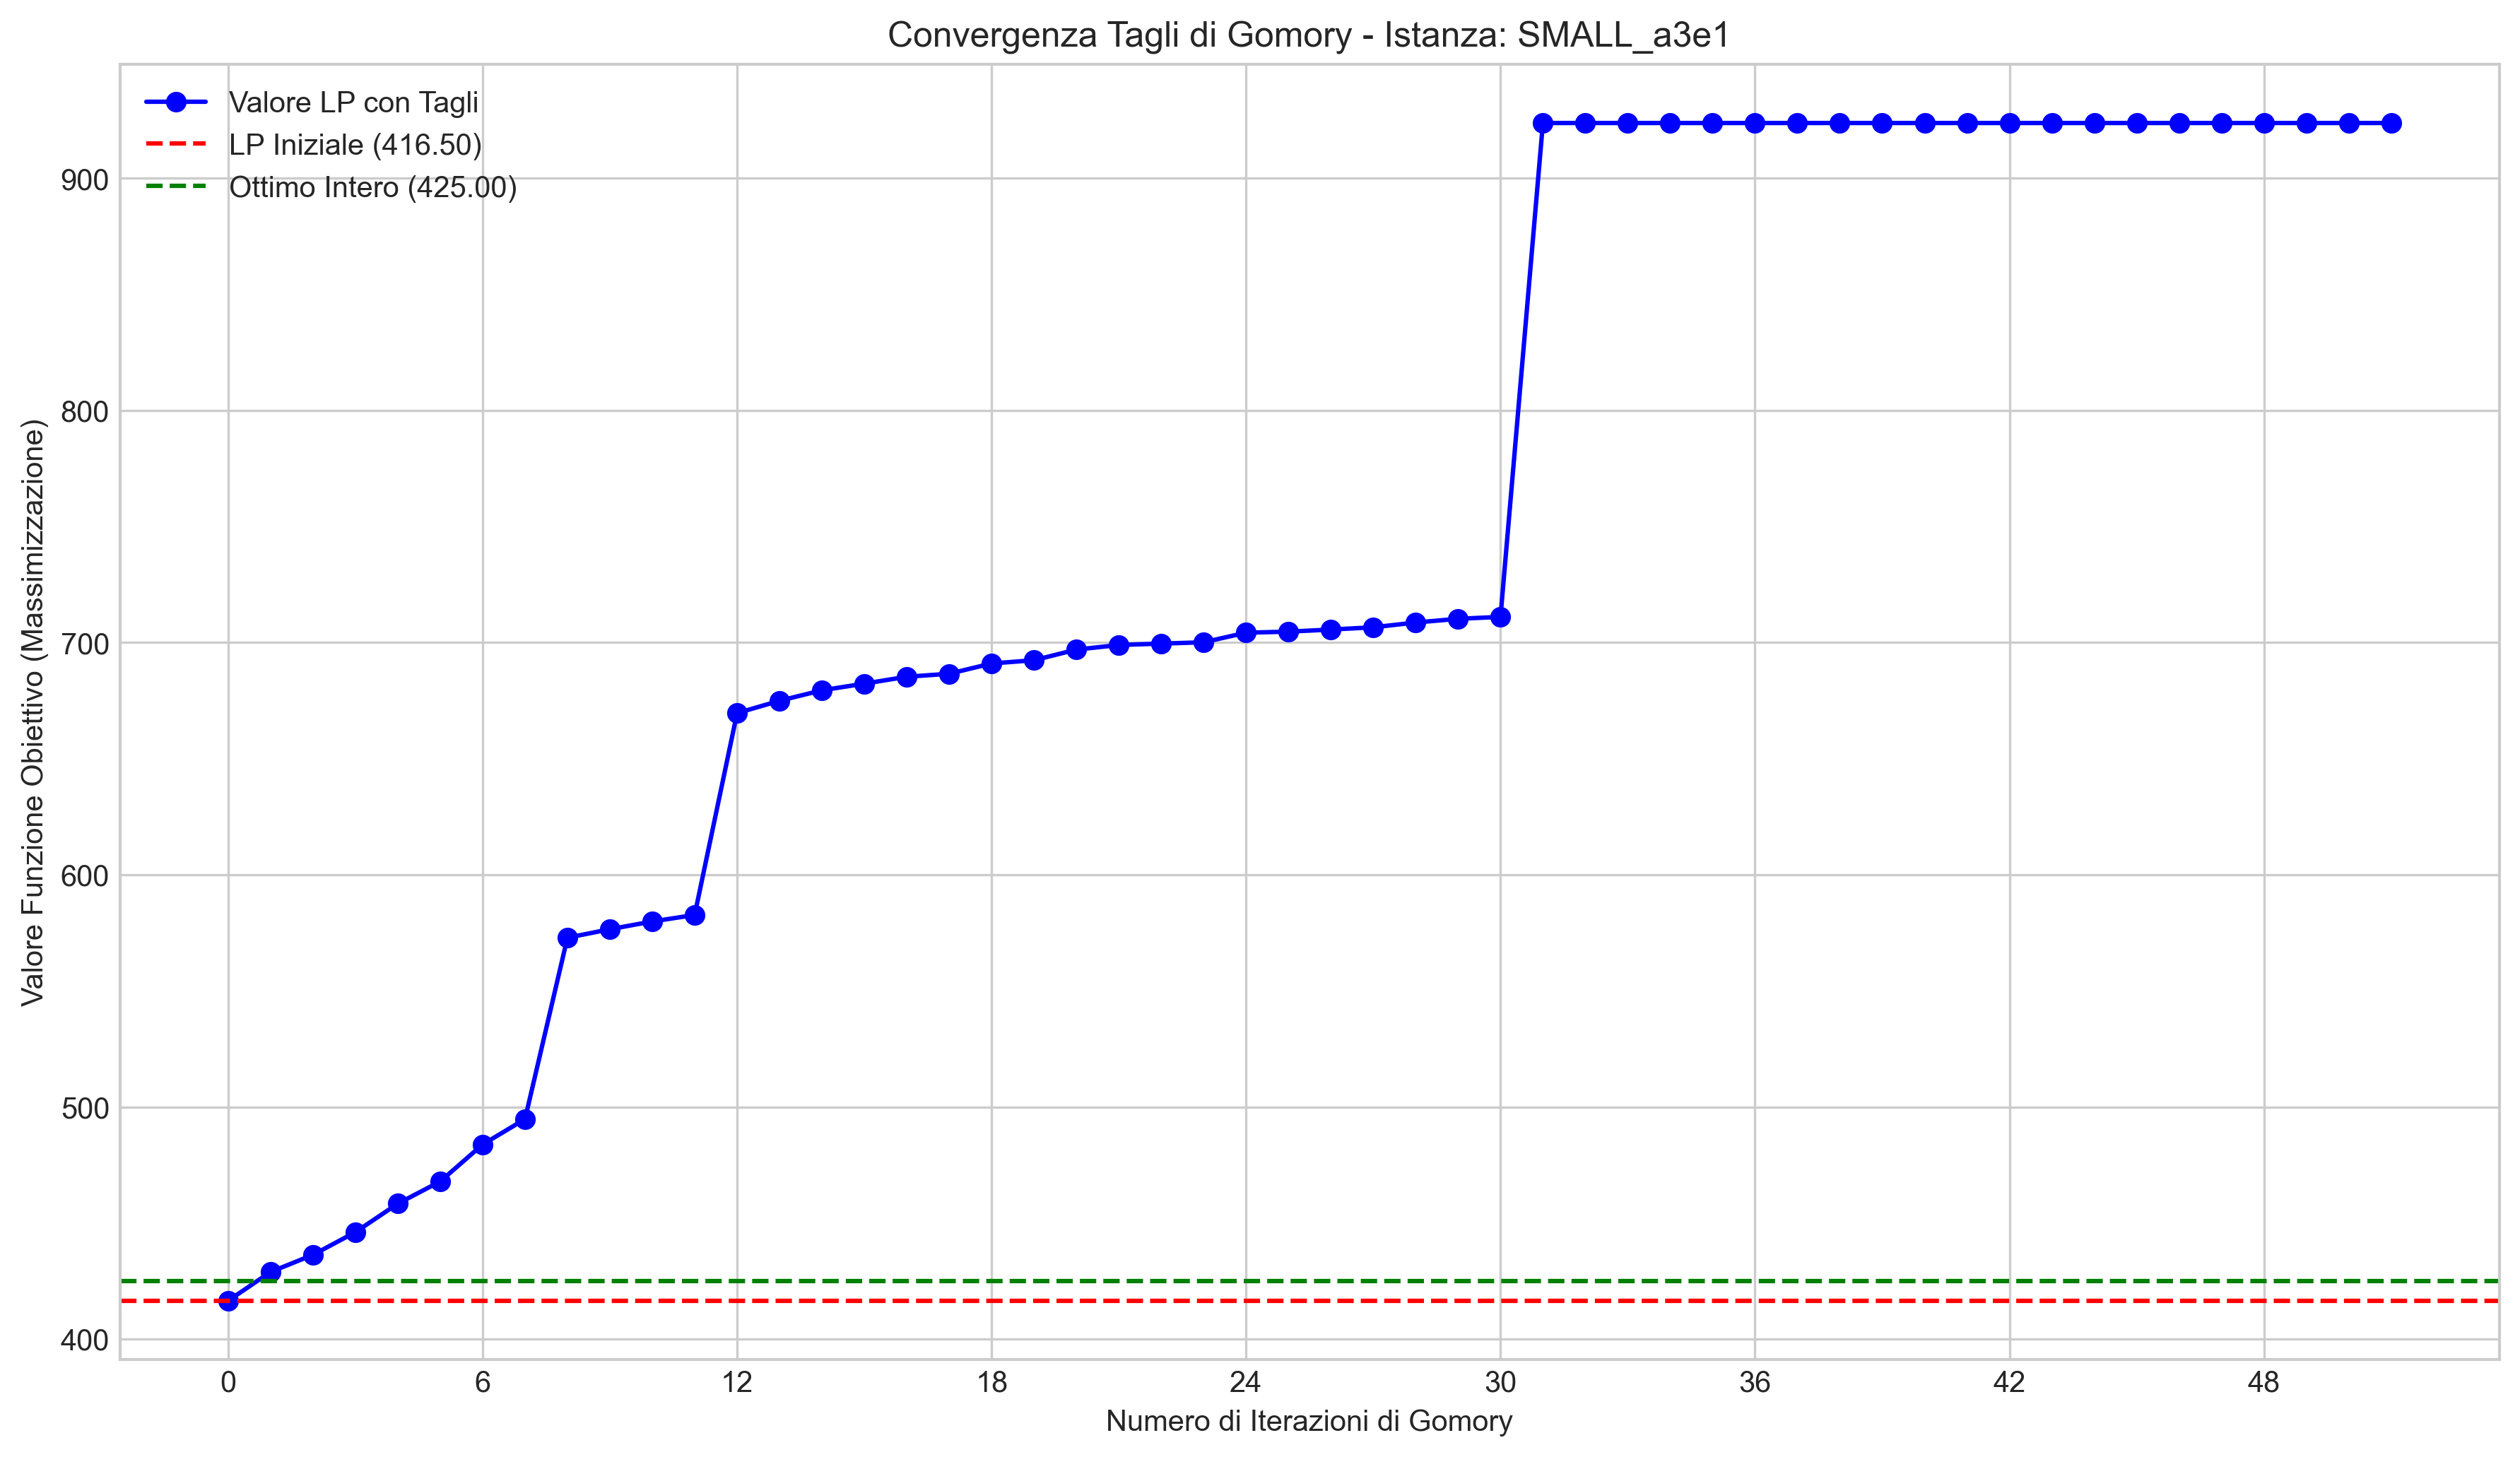 Convergenza Tagli di Gomory - Istanza: SMALL_a3e1
Valore LP con Tagli
LP Iniziale (416.50)
Ottimo Intero (425.00)
Valore Funzione Obiettivo (Massimizzazione)
900
800
700
600
500
400
0 6 12 18 24 30 36 42 48
Numero di Iterazioni di Gomory